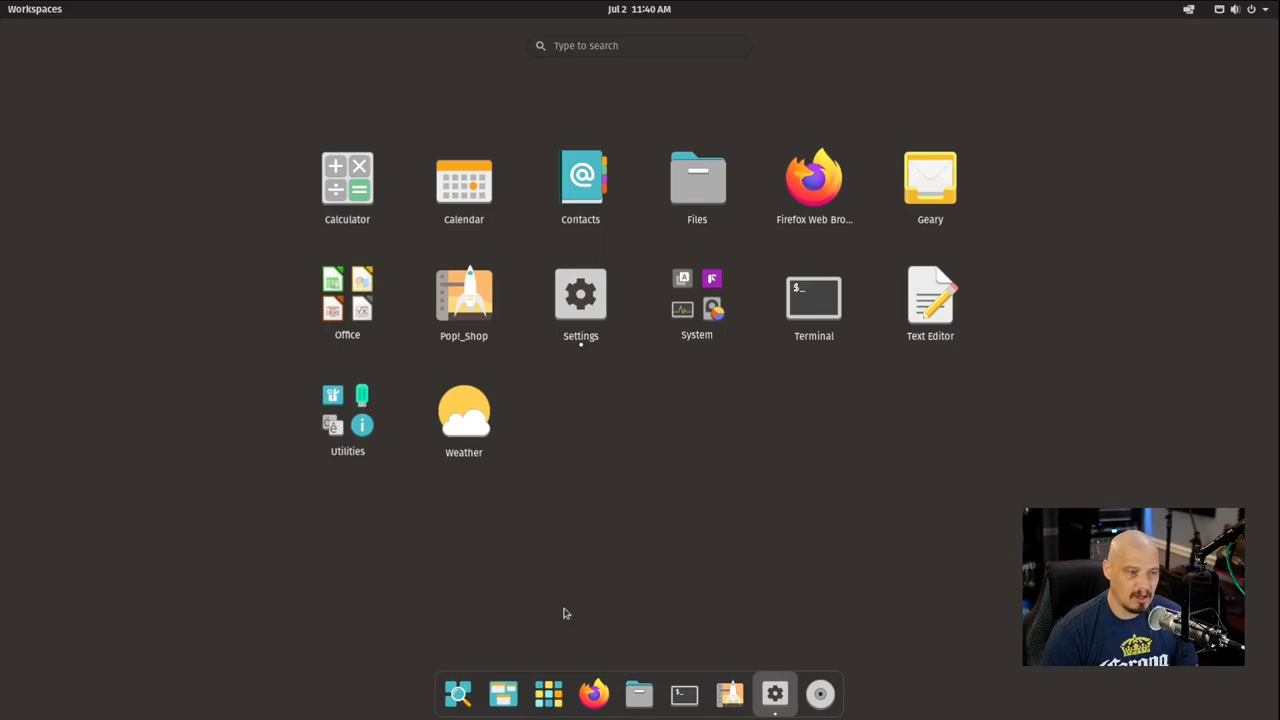 Workspaces
Jul 2 11:40 AM
Type to search
Calculator
Calendar
Contacts
Files
Firefox Web Bro...
Geary
$_
Office
Pop!_Shop
Settings
System
Terminal
Text Editor
Utilities
Weather
$_
Corona